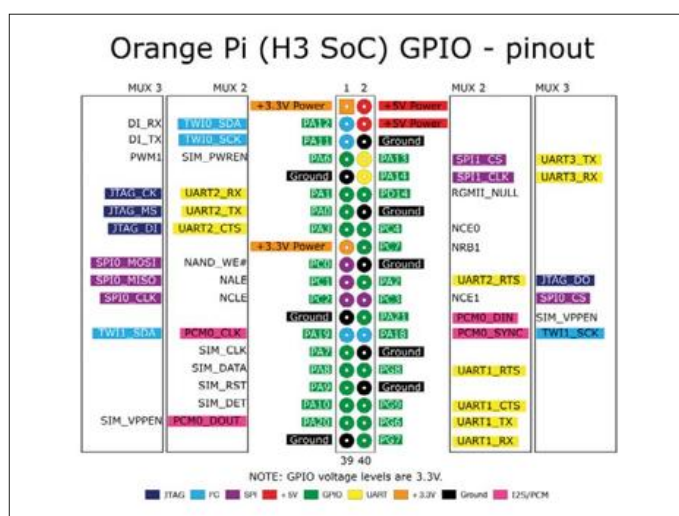 Orange Pi (H3 SoC) GPIO - pinout
MUX 3 MUX 2 1 2 MUX 2 MUX 3
+3.3V Power +5V Power
DI_RX TWI0_SDA PA12 +5V Power
DI_TX TWI0_SCK PA11 Ground
PWM1 SIM_PWREN PA6 PA13 SPI1_CS UART3_TX
Ground PA14 SPI1_CLK UART3_RX
JTAG_CK UART2_RX PA1 PD14 RGMII_NULL
JTAG_MS UART2_TX PA0 Ground
JTAG_DI UART2_CTS PA3 PC4 NCE0
+3.3V Power PC7 NRB1
SPI0_MOSI NAND_WE# PC0 Ground
SPI0_MISO NALE PC1 PA2 UART2_RTS JTAG_DO
SPI0_CLK NCLE PC2 PC3 NCE1 SPI0_CS
Ground PA21 PCM0_DIN SIM_VPPEN
TWI1_SDA PCM0_CLK PA19 PA18 PCM0_SYNC TWI1_SCK
SIM_CLK PA7 Ground
SIM_DATA PA8 PG8 UART1_RTS
SIM_RST PA9 Ground
SIM_DET PA10 PG9 UART1_CTS
SIM_VPPEN PCM0_DOUT PA20 PG6 UART1_TX
Ground PG7 UART1_RX
39 40
NOTE: GPIO voltage levels are 3.3V.
JTAG I²C SPI +5V GPIO UART +3.3V Ground I2S/PCM